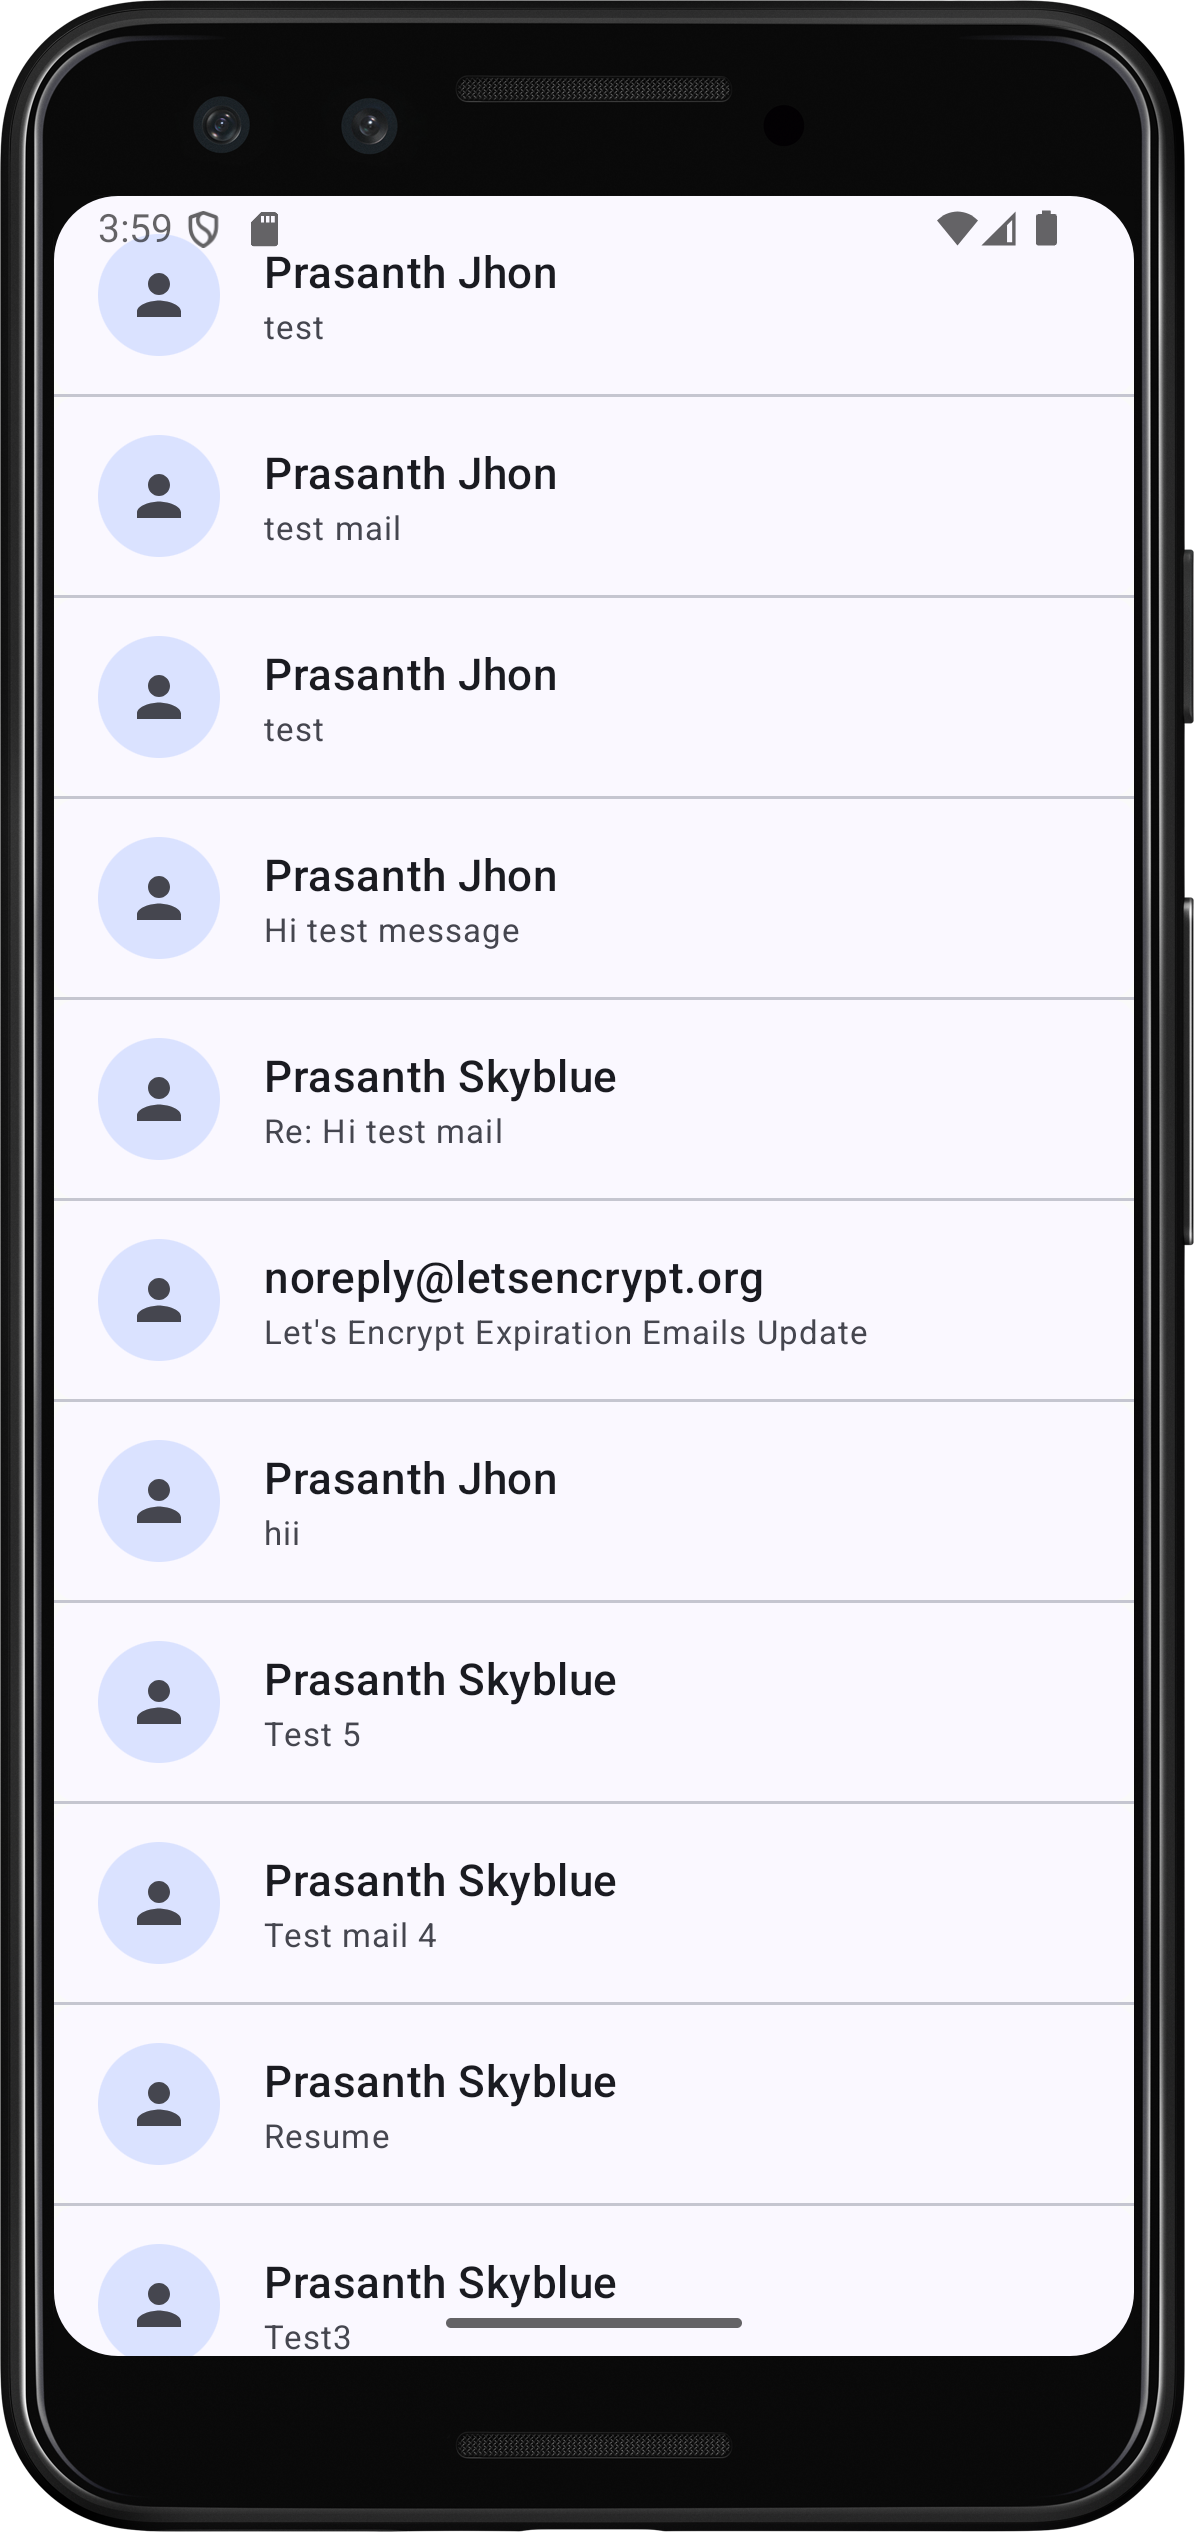 3:59
Prasanth Jhon
test
Prasanth Jhon
test mail
Prasanth Jhon
test
Prasanth Jhon
Hi test message
Prasanth Skyblue
Re: Hi test mail
noreply@letsencrypt.org
Let's Encrypt Expiration Emails Update
Prasanth Jhon
hii
Prasanth Skyblue
Test 5
Prasanth Skyblue
Test mail 4
Prasanth Skyblue
Resume
Prasanth Skyblue
Test3